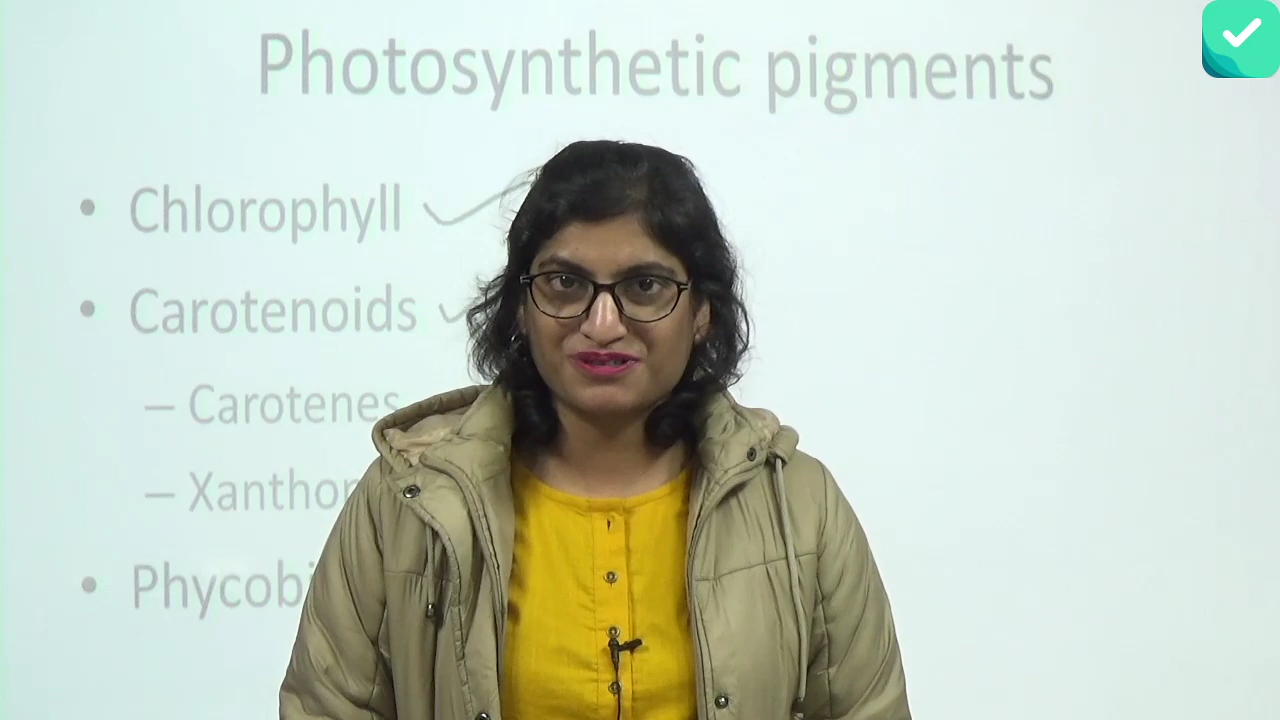 Photosynthetic pigments
• Chlorophyll
• Carotenoids
– Carotenes